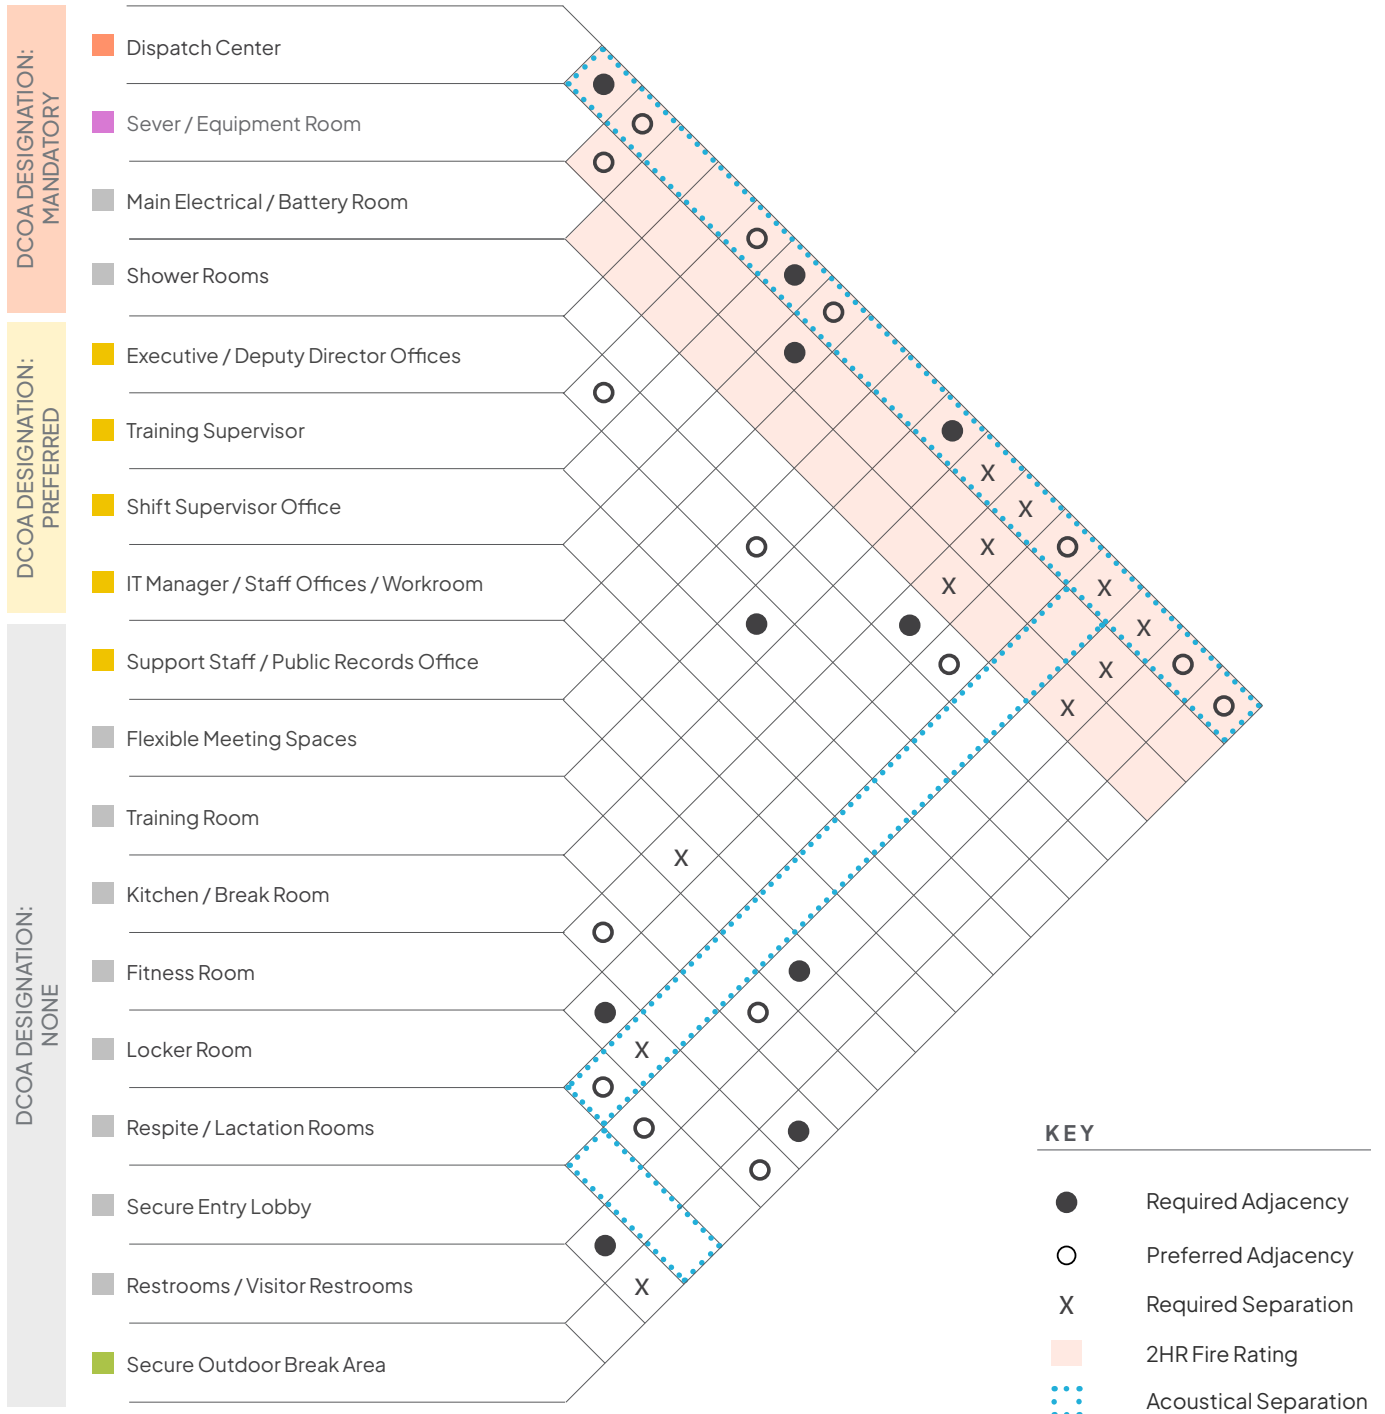 DCOA DESIGNATION:
MANDATORY
Dispatch Center
Sever / Equipment Room
Main Electrical / Battery Room
Shower Rooms
DCOA DESIGNATION:
PREFERRED
Executive / Deputy Director Offices
Training Supervisor
Shift Supervisor Office
IT Manager / Staff Offices / Workroom
DCOA DESIGNATION:
NONE
Support Staff / Public Records Office
Flexible Meeting Spaces
Training Room
Kitchen / Break Room
Fitness Room
Locker Room
Respite / Lactation Rooms
Secure Entry Lobby
Restrooms / Visitor Restrooms
Secure Outdoor Break Area
X
X
X
X
X
X
X
X
X
X
X
KEY
Required Adjacency
Preferred Adjacency
X Required Separation
2HR Fire Rating
Acoustical Separation